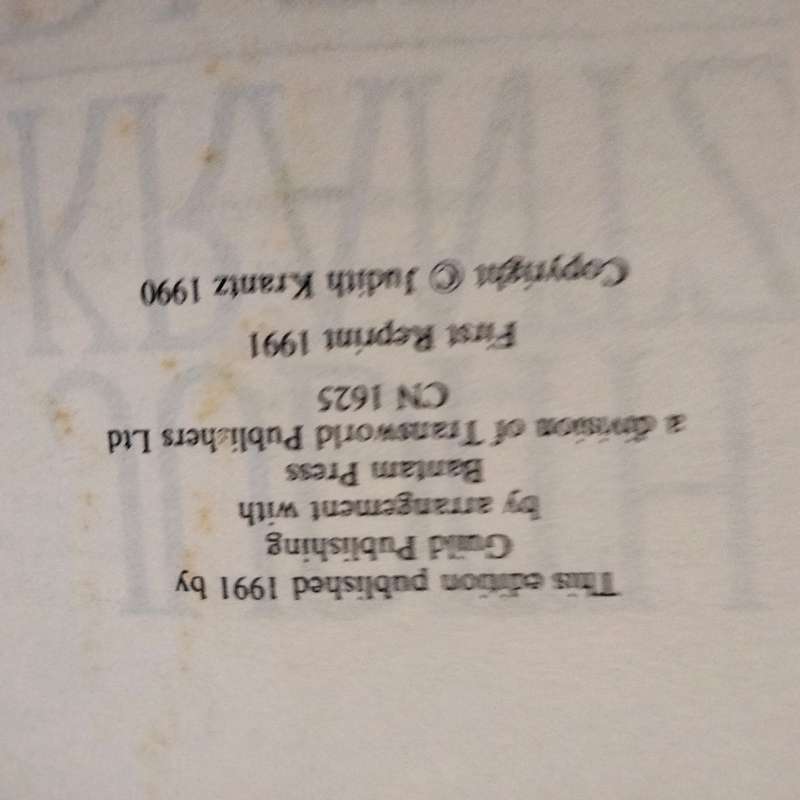 This edition published 1991 by
Guild Publishing
by arrangement with
Bantam Press
a division of Transworld Publishers Ltd
CN 1625
First Reprint 1991
Copyright © Judith Krantz 1990